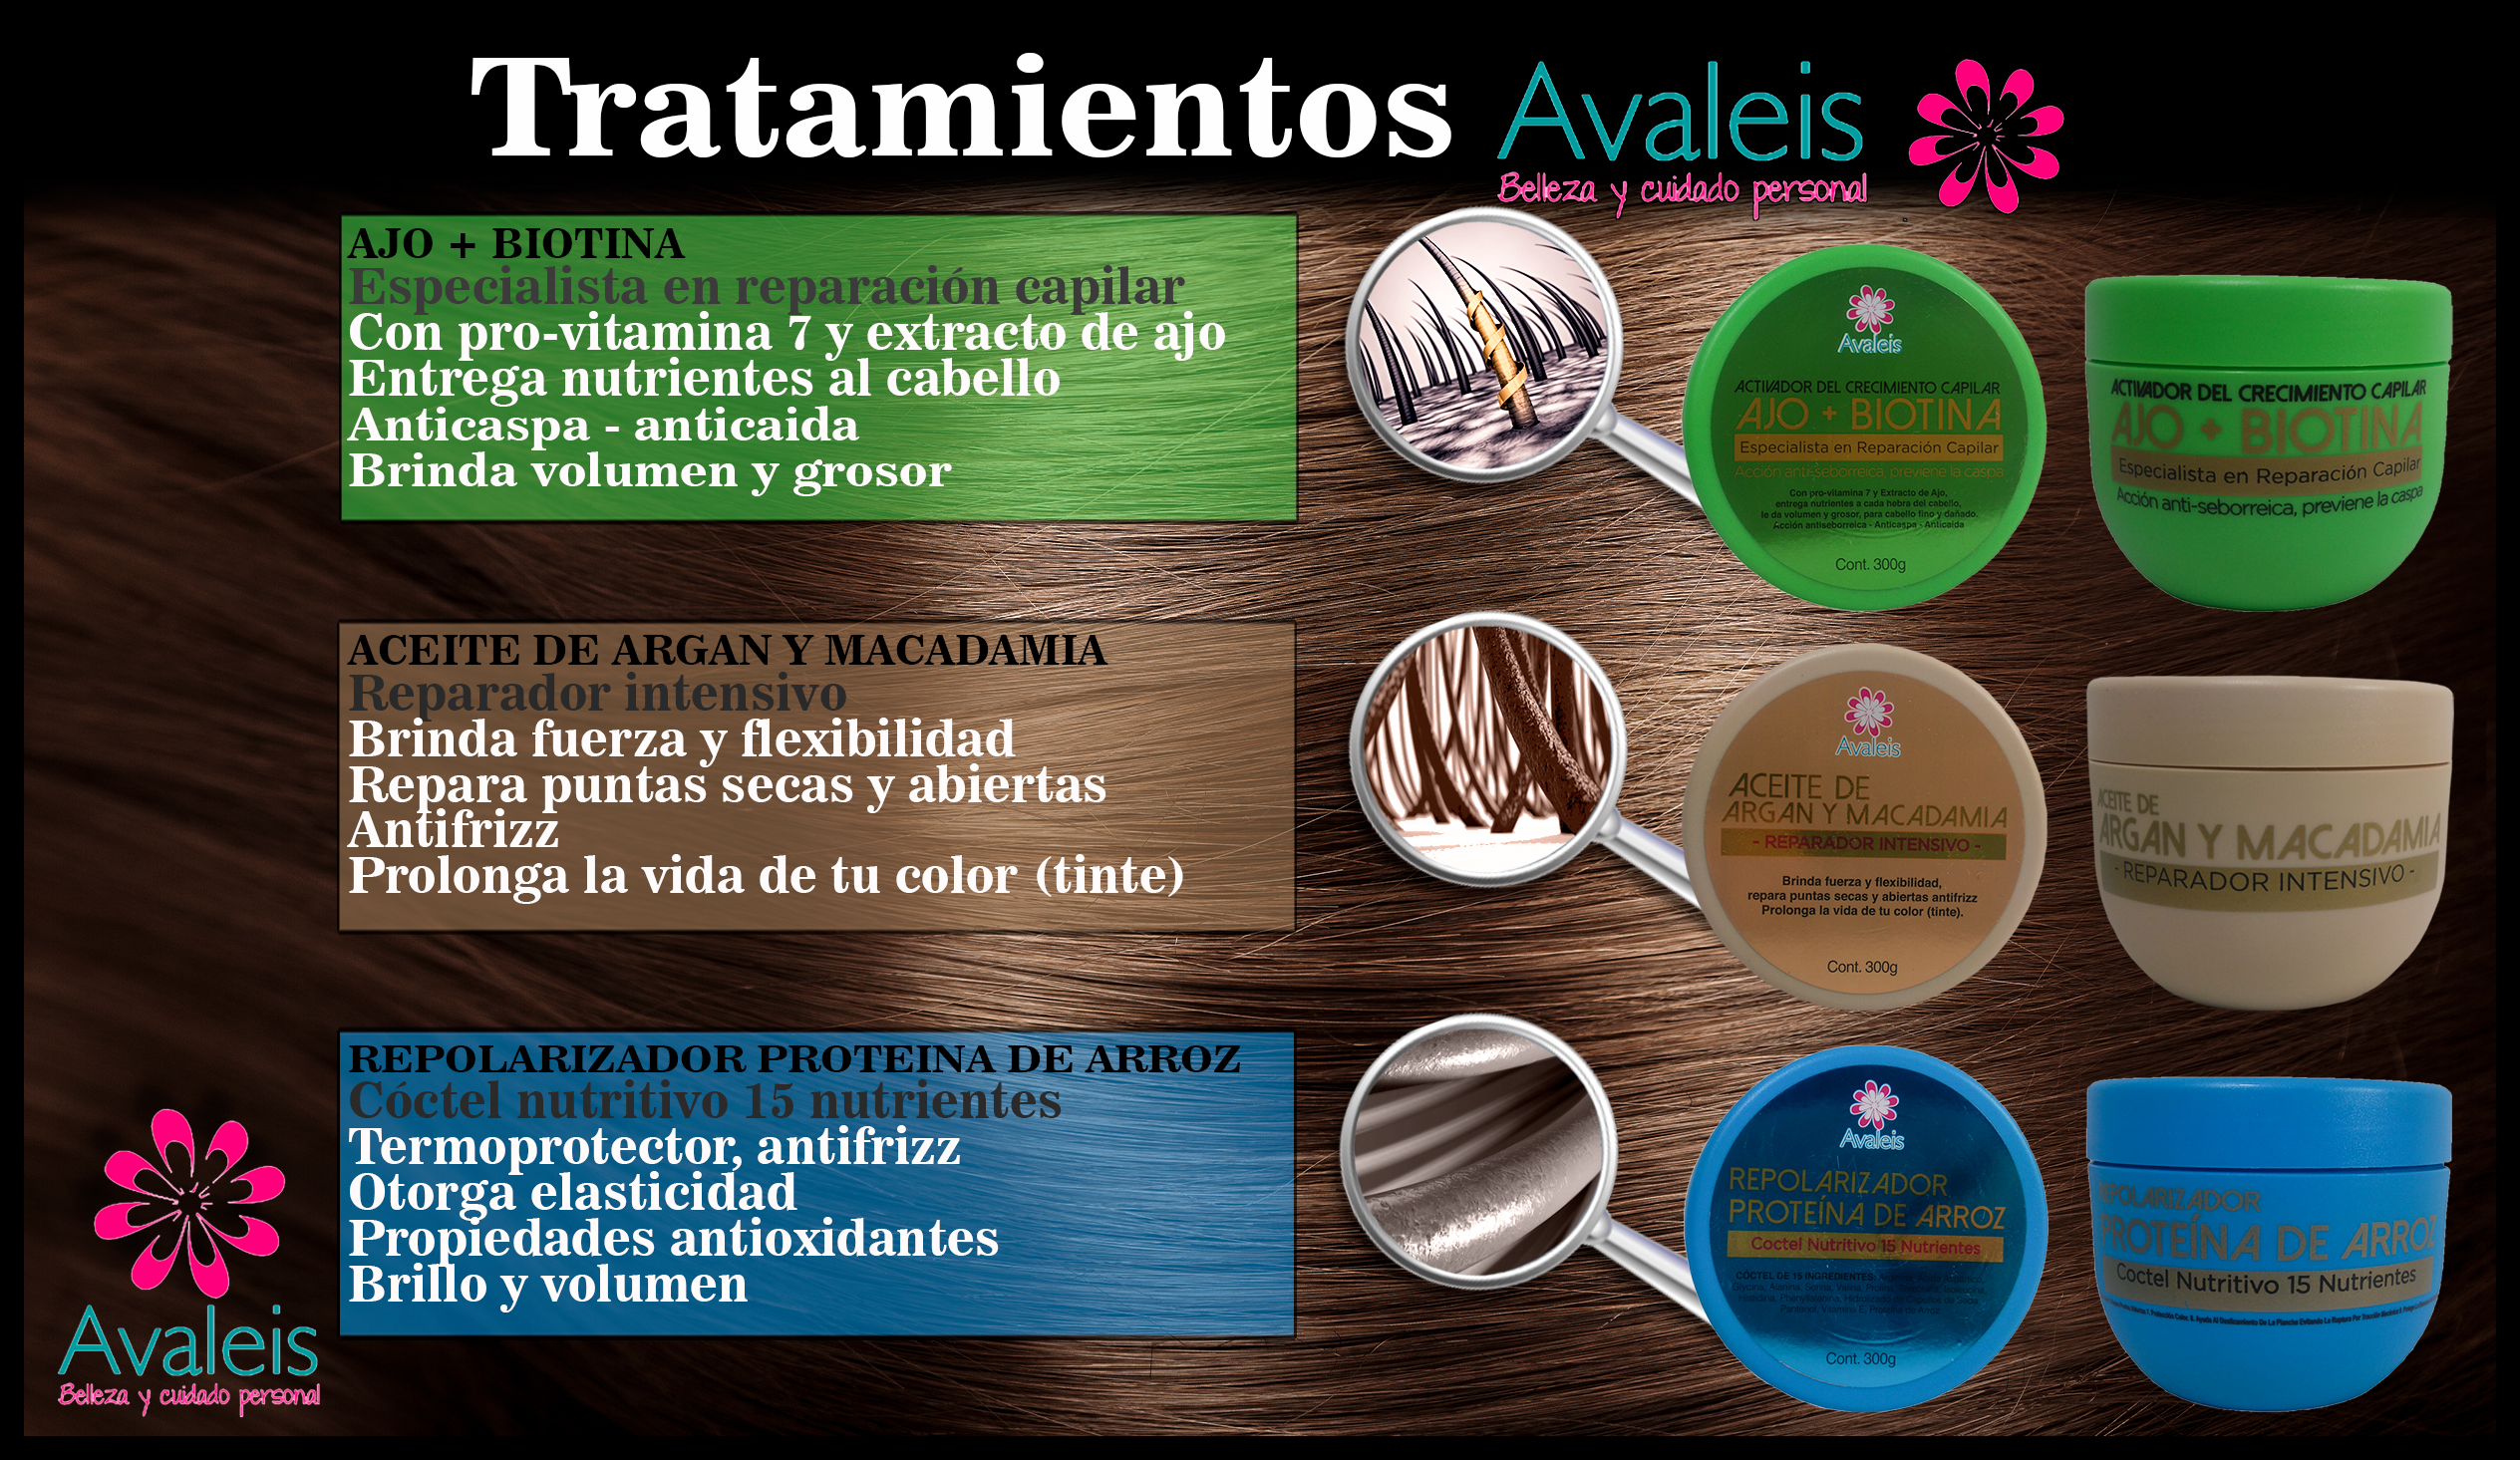 Tratamientos
Avaleis
Belleza y cuidado personal
AJO + BIOTINA
Especialista en reparación capilar
Con pro-vitamina 7 y extracto de ajo
Entrega nutrientes al cabello
Anticaspa - anticaida
Brinda volumen y grosor
Avaleis
ACTIVADOR DEL CRECIMIENTO CAPILAR
AJO + BIOTINA
Especialista en Reparación Capilar
Acción anti-seborreica, previene la caspa
Con pro-vitamina 7 y Extracto de Ajo,
entrega nutrientes a cada hebra del cabello,
le da volumen y grosor, para cabello fino y dañado.
Acción antiseborreica - Anticaspa - Anticaida
Cont. 300g
ACTIVADOR DEL CRECIMIENTO CAPILAR
AJO + BIOTINA
Especialista en Reparación Capilar
Acción anti-seborreica, previene la caspa
ACEITE DE ARGAN Y MACADAMIA
Reparador intensivo
Brinda fuerza y flexibilidad
Repara puntas secas y abiertas
Antifrizz
Prolonga la vida de tu color (tinte)
Avaleis
ACEITE DE
ARGAN Y MACADAMIA
- REPARADOR INTENSIVO -
Brinda fuerza y flexibilidad,
repara puntas secas y abiertas antifrizz
Prolonga la vida de tu color (tinte).
Cont. 300g
ACEITE DE
ARGAN Y MACADAMIA
- REPARADOR INTENSIVO -
REPOLARIZADOR PROTEINA DE ARROZ
Cóctel nutritivo 15 nutrientes
Termoprotector, antifrizz
Otorga elasticidad
Propiedades antioxidantes
Brillo y volumen
Avaleis
REPOLARIZADOR
PROTEÍNA DE ARROZ
Coctel Nutritivo 15 Nutrientes
CÓCTEL DE 15 INGREDIENTES:
Cont. 300g
REPOLARIZADOR
PROTEÍNA DE ARROZ
Coctel Nutritivo 15 Nutrientes
Avaleis
Belleza y cuidado personal